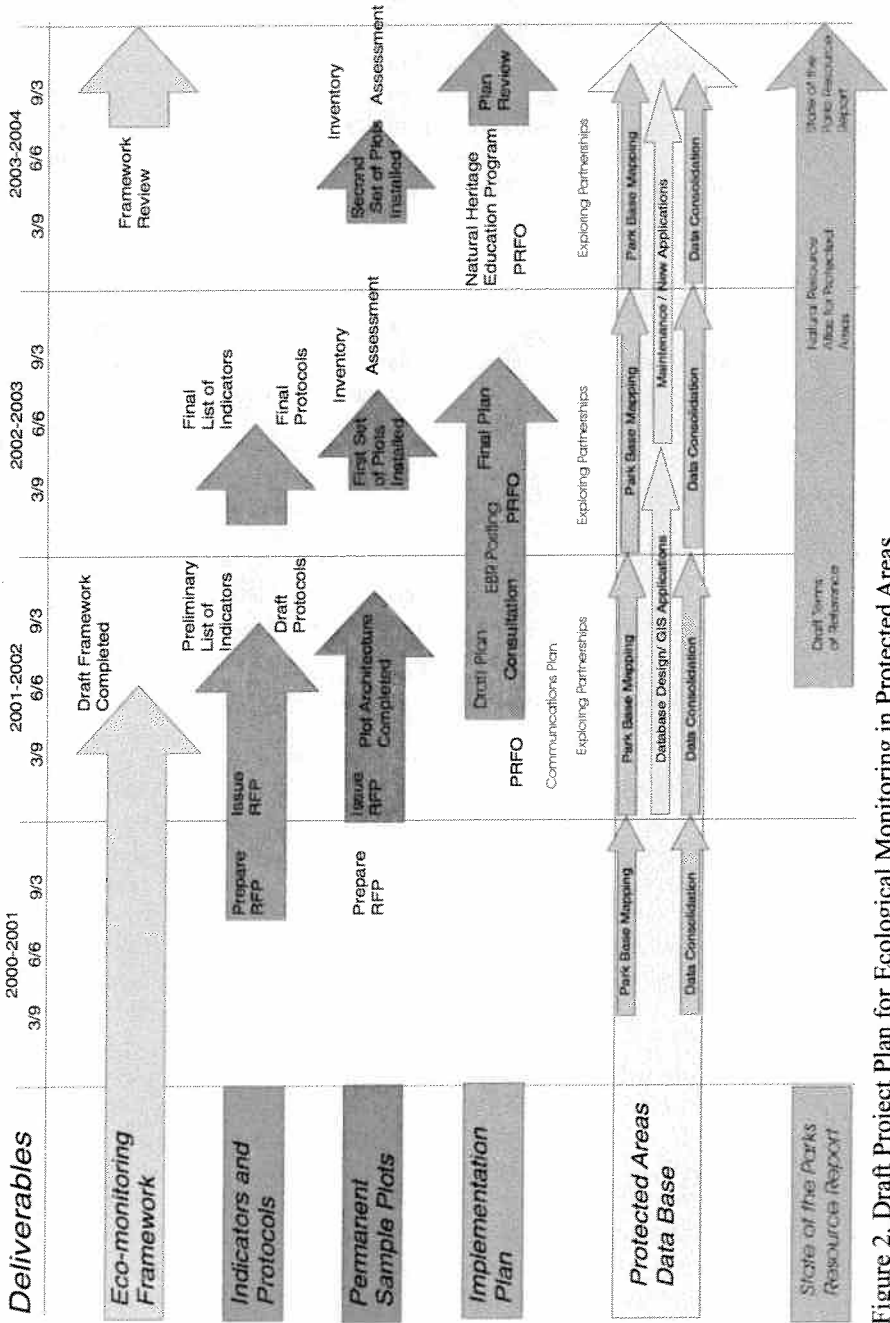 Deliverables
2000-2001
2001-2002
2002-2003
2003-2004
3/9 6/6 9/3
3/9 6/6 9/3
3/9 6/6 9/3
3/9 6/6 9/3
Eco-monitoring
Framework
Draft Framework
Completed
Framework
Review
Indicators and
Protocols
Prepare
RFP
Issue
RFP
Preliminary
List of
Indicators
Draft
Protocols
Final
List of
Indicators
Final
Protocols
Permanent
Sample Plots
Prepare
RFP
Issue
RFP
Plot Architecture
Completed
First Set
of Plots
Installed
Inventory
Assessment
Second
Set of Plots
Installed
Inventory
Assessment
Implementation
Plan
PRFO
Communications Plan
Draft Plan
Consultation
EBR Posting
PRFO
Final Plan
Natural Heritage
Education Program
PRFO
Plan
Review
Protected Areas
Data Base
Exploring Partnerships
Exploring Partnerships
Exploring Partnerships
Park Base Mapping
Park Base Mapping
Park Base Mapping
Park Base Mapping
Database Design/ GIS Applications
Maintenance / New Applications
Data Consolidation
Data Consolidation
Data Consolidation
Data Consolidation
State of the Parks
Resource Report
Draft Terms
of Reference
Natural Resource
Atlas for Protected
Areas
State of the
Parks Resource
Report
Figure 2. Draft Project Plan for Ecological Monitoring in Protected Areas